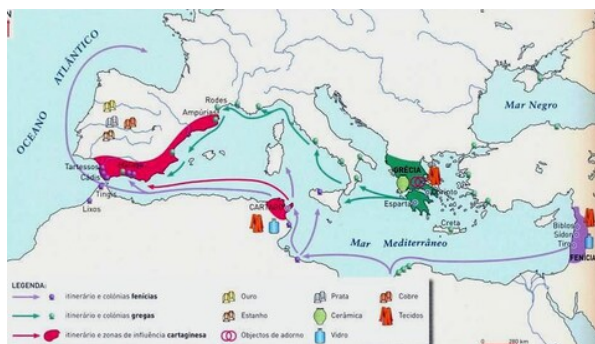 OCEANO
ATLÂNTICO
Rodes
Ampúrias
Tartessos
Cádis
Tingis
Lixos
Mar Negro
GRÉCIA
Esparta
Creta
Mar Mediterrâneo
Biblos
Sídon
Tiro
FENÍCIA
LEGENDA:
itinerário e colónias fenícias
itinerário e colónias gregas
itinerário e zonas de influência cartaginesa
Ouro
Estanho
Prata
Cerâmica
Objectos de adorno
Cobre
Tecidos
Vidro
280 km